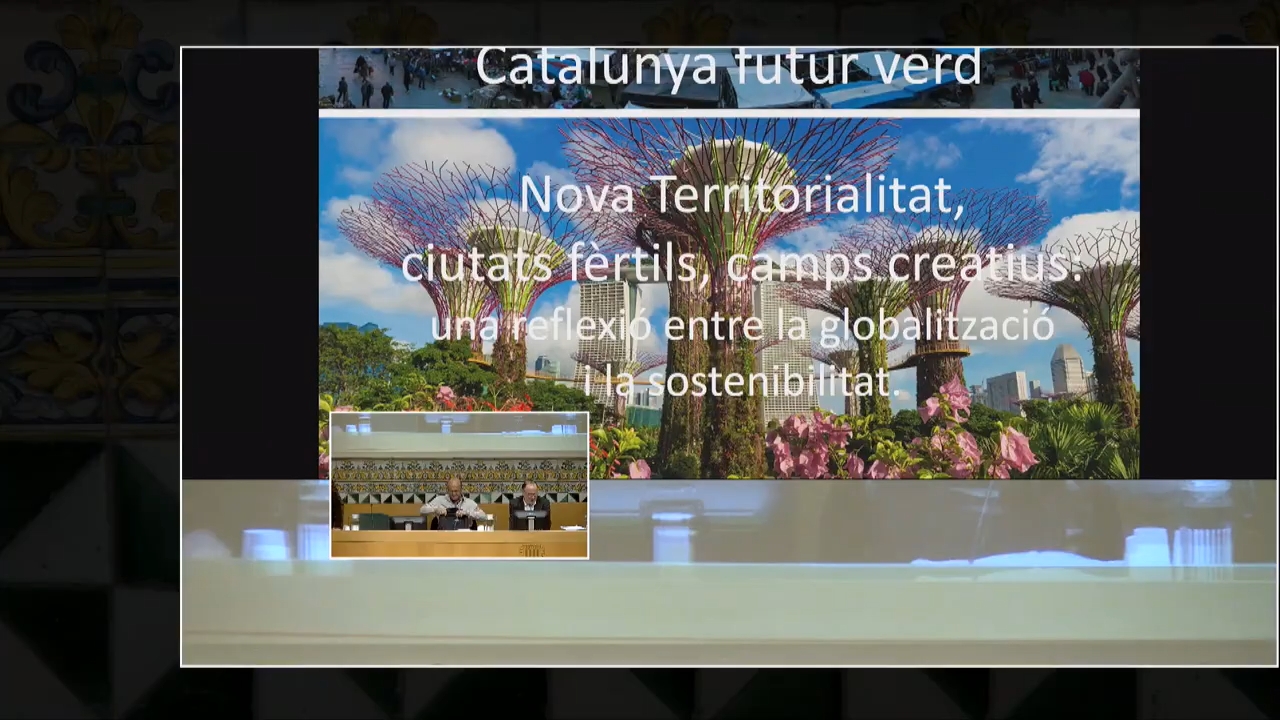 Catalunya futur verd
Nova Territorialitat,
ciutats fèrtils, camps creatius:
una reflexió entre la globalització
i la sostenibilitat.